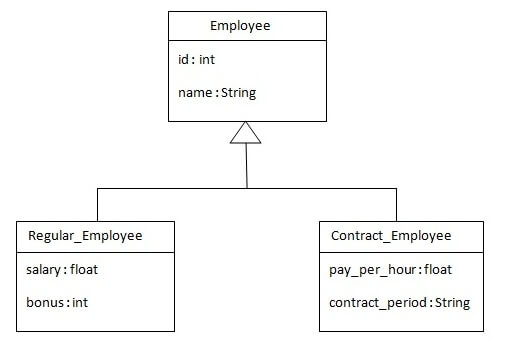 Employee
id : int
name : String
Regular_Employee
salary : float
bonus : int
Contract_Employee
pay_per_hour : float
contract_period : String